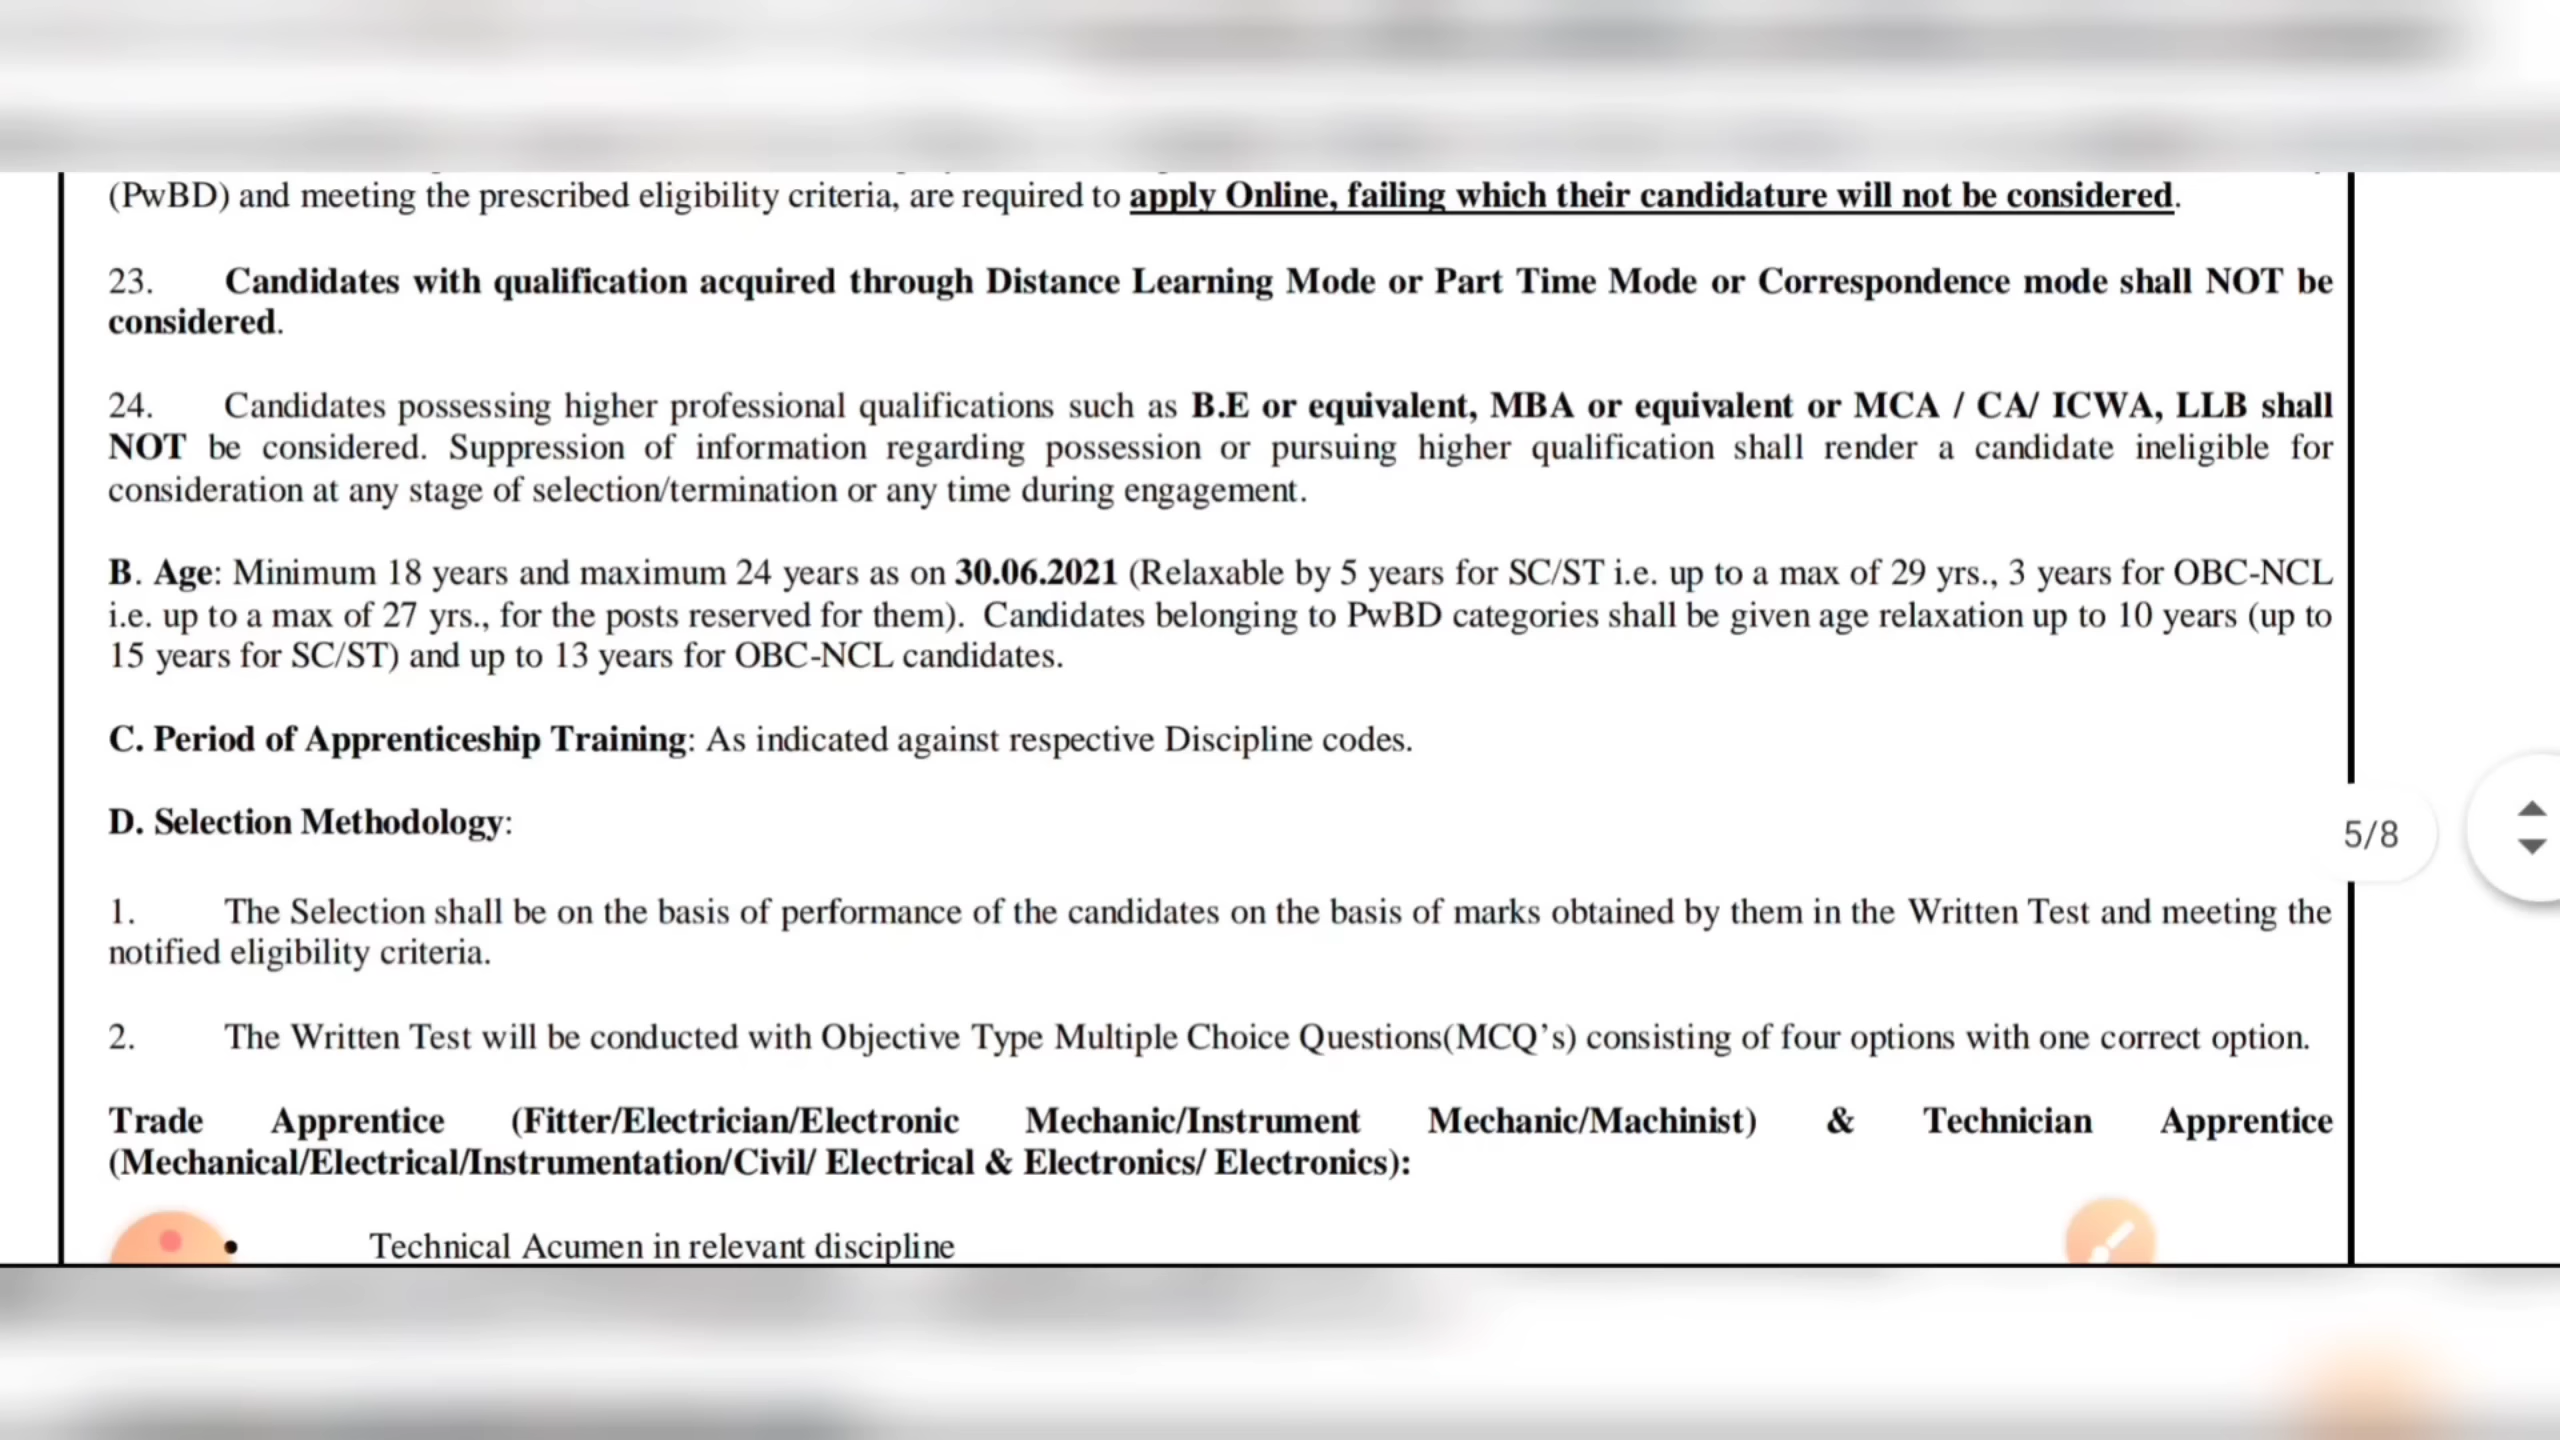 (PwBD) and meeting the prescribed eligibility criteria, are required to apply Online, failing which their candidature will not be considered.
23. Candidates with qualification acquired through Distance Learning Mode or Part Time Mode or Correspondence mode shall NOT be
considered.
24. Candidates possessing higher professional qualifications such as B.E or equivalent, MBA or equivalent or MCA / CA/ ICWA, LLB shall
NOT be considered. Suppression of information regarding possession or pursuing higher qualification shall render a candidate ineligible for
consideration at any stage of selection/termination or any time during engagement.
B. Age: Minimum 18 years and maximum 24 years as on 30.06.2021 (Relaxable by 5 years for SC/ST i.e. up to a max of 29 yrs., 3 years for OBC-NCL
i.e. up to a max of 27 yrs., for the posts reserved for them). Candidates belonging to PwBD categories shall be given age relaxation up to 10 years (up to
15 years for SC/ST) and up to 13 years for OBC-NCL candidates.
C. Period of Apprenticeship Training: As indicated against respective Discipline codes.
D. Selection Methodology:
5/8
1. The Selection shall be on the basis of performance of the candidates on the basis of marks obtained by them in the Written Test and meeting the
notified eligibility criteria.
2. The Written Test will be conducted with Objective Type Multiple Choice Questions(MCQ’s) consisting of four options with one correct option.
Trade Apprentice (Fitter/Electrician/Electronic Mechanic/Instrument Mechanic/Machinist) & Technician Apprentice
(Mechanical/Electrical/Instrumentation/Civil/ Electrical & Electronics/ Electronics):
• Technical Acumen in relevant discipline